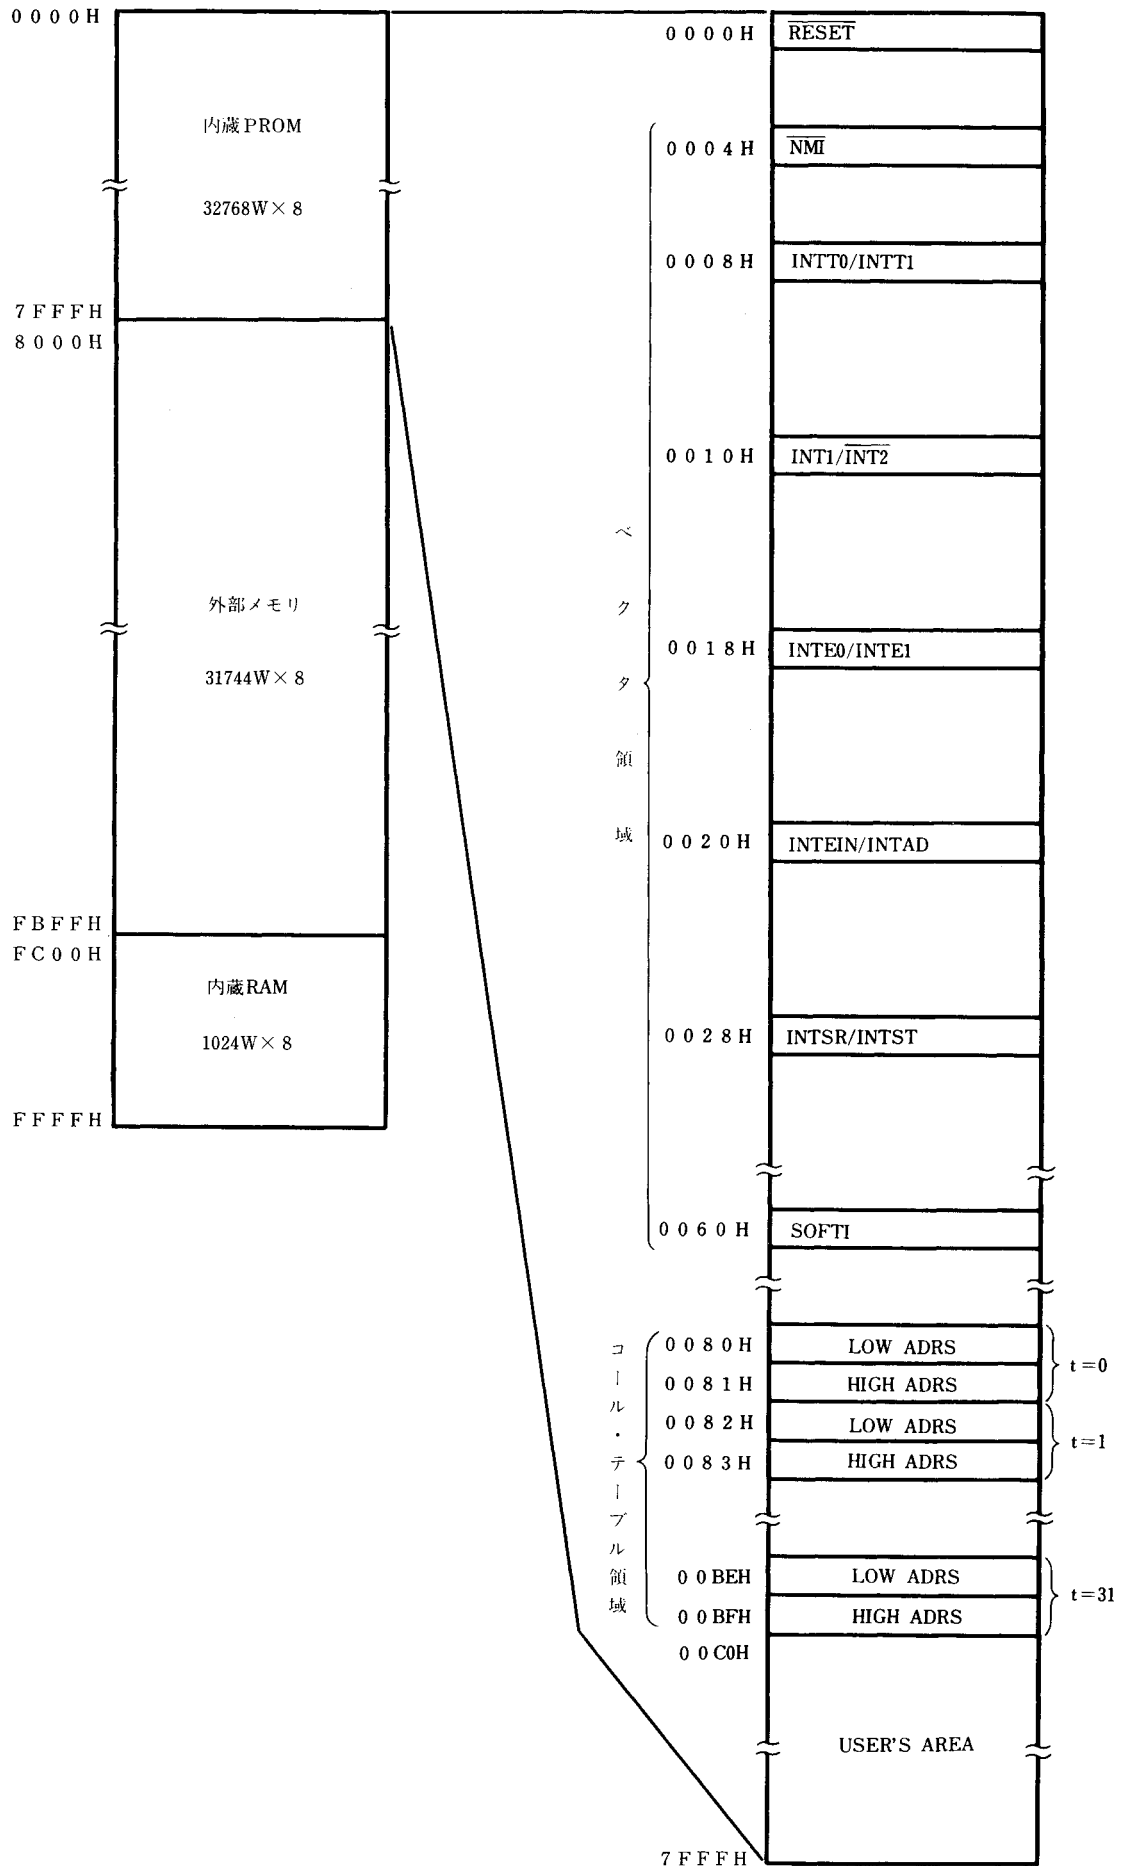 0000H
内蔵PROM
32768W×8
7FFFH
8000H
外部メモリ
31744W×8
FBFFH
FC00H
内蔵RAM
1024W×8
FFFFH
ベクタ領域
0000H RESET
0004H NMI
0008H INTT0/INTT1
0010H INT1/INT2
0018H INTE0/INTE1
0020H INTEIN/INTAD
0028H INTSR/INTST
0060H SOFTI
コール・テーブル領域
0080H LOW ADRS
t=0
0081H HIGH ADRS
0082H LOW ADRS
t=1
0083H HIGH ADRS
00BEH LOW ADRS
t=31
00BFH HIGH ADRS
00C0H
USER'S AREA
7FFFH